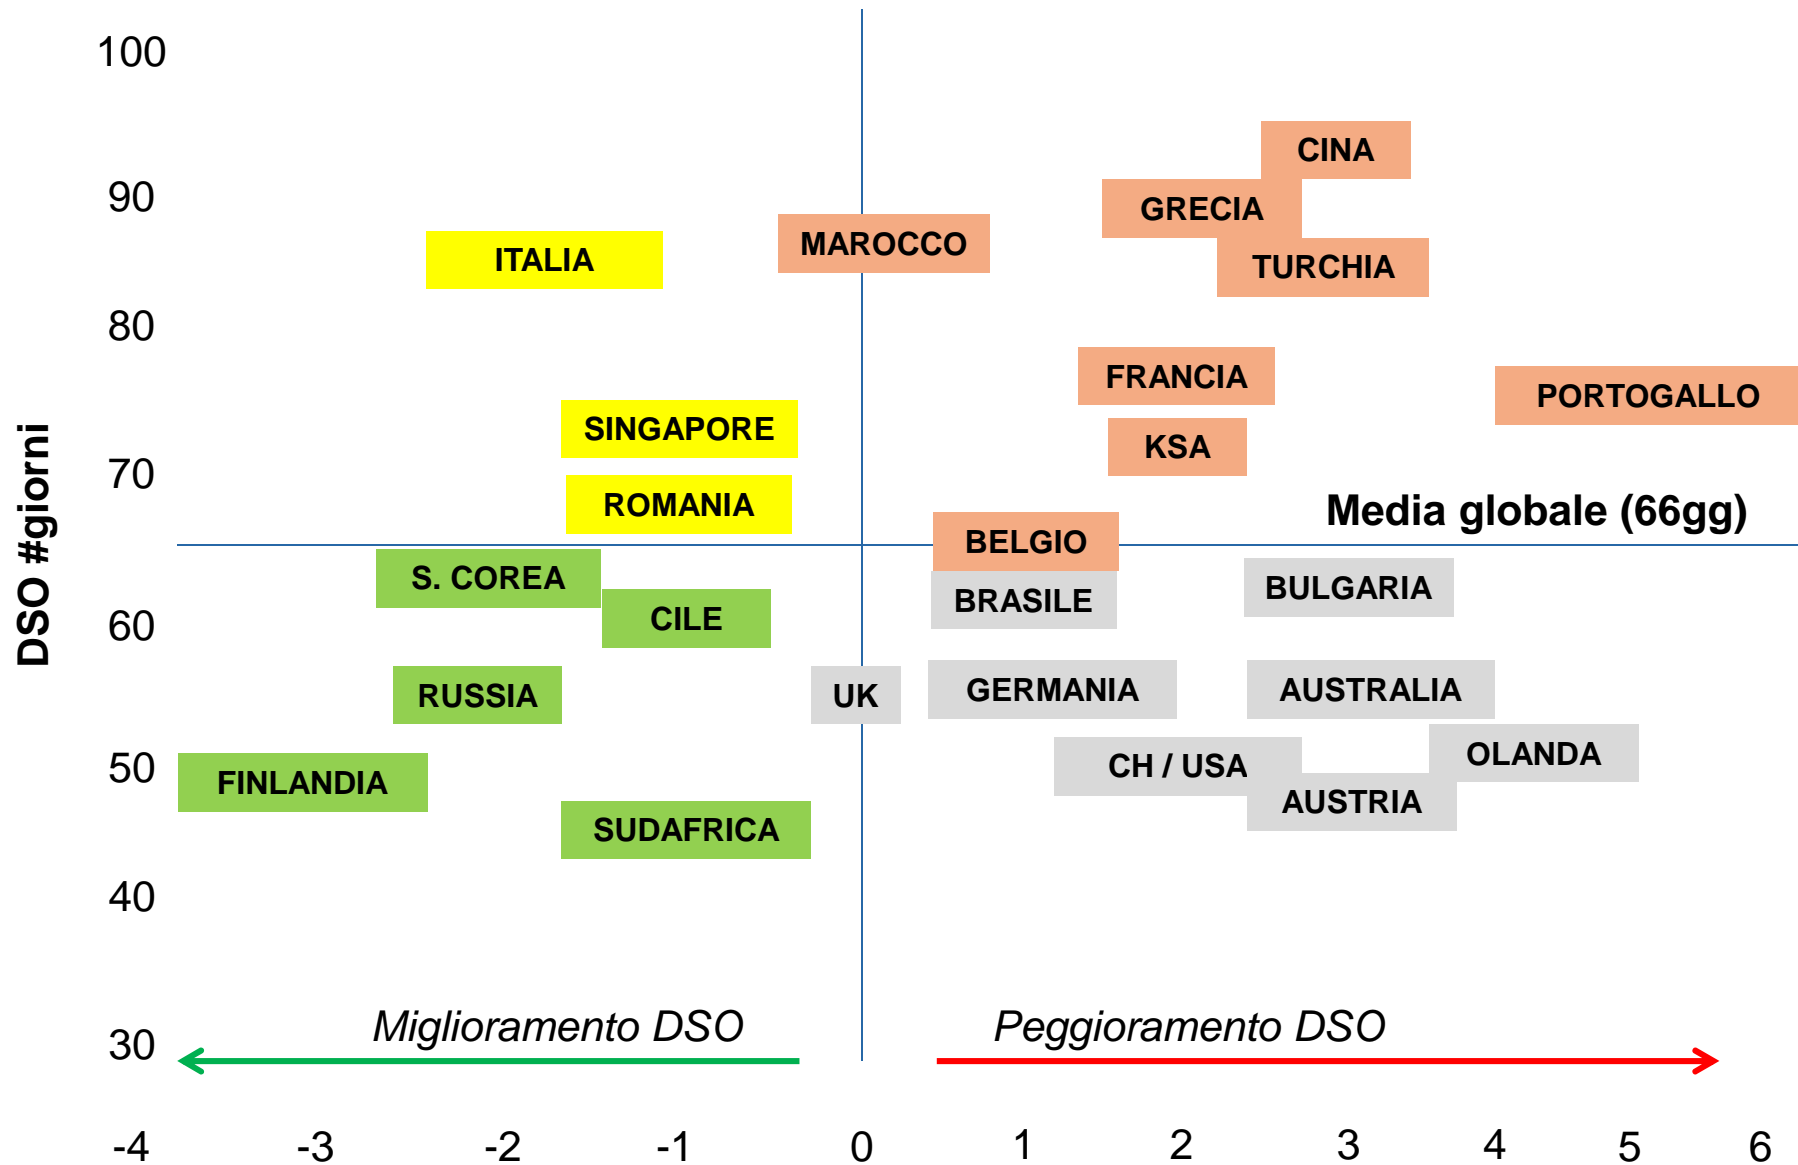 100
CINA
90
GRECIA
MAROCCO
ITALIA
TURCHIA
80
FRANCIA
PORTOGALLO
SINGAPORE
KSA
70
ROMANIA
Media globale (66gg)
DSO #giorni
BELGIO
S. COREA
BULGARIA
BRASILE
CILE
60
RUSSIA
UK
GERMANIA
AUSTRALIA
OLANDA
50
CH / USA
FINLANDIA
AUSTRIA
SUDAFRICA
40
Miglioramento DSO
Peggioramento DSO
30
-4 -3 -2 -1 0 1 2 3 4 5 6